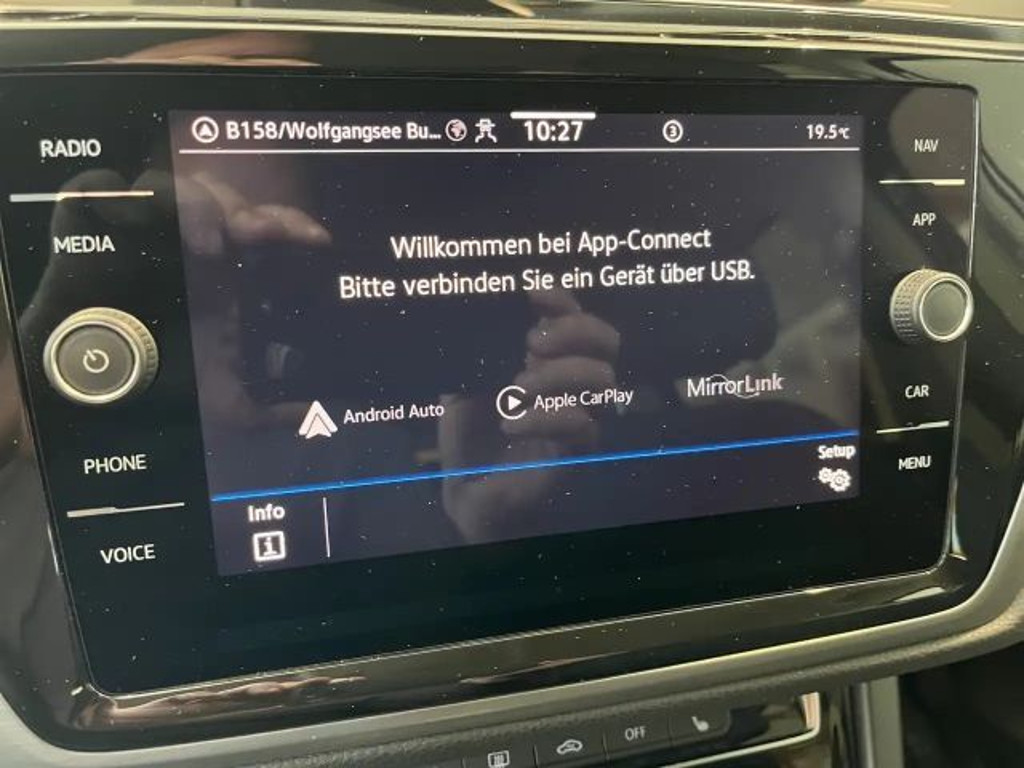 B158/Wolfgangsee Bu... 10:27 3 19.5°C
RADIO
MEDIA
PHONE
VOICE
Willkommen bei App-Connect
Bitte verbinden Sie ein Gerät über USB.
Android Auto Apple CarPlay MirrorLink
Setup
Info
i
NAV
APP
CAR
MENU
OFF